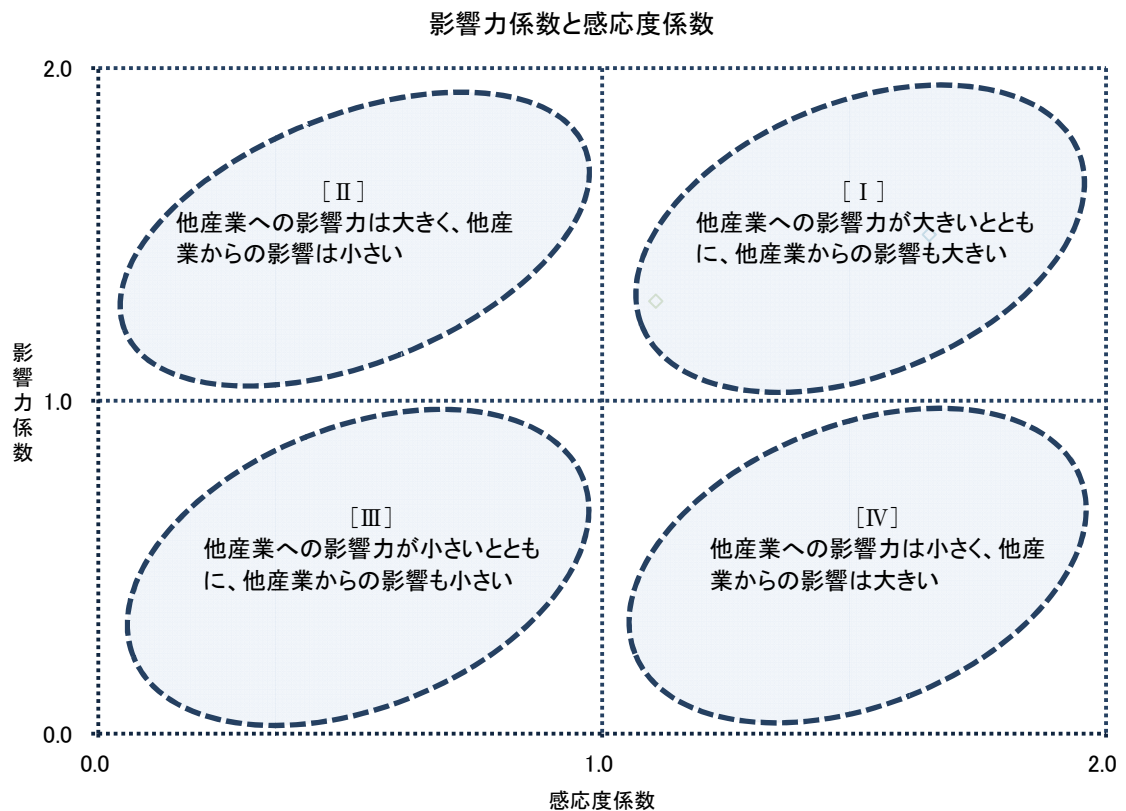 影響力係数と感応度係数
2.0
[Ⅱ]
他産業への影響力は大きく、他産
業からの影響は小さい
[Ⅰ]
他産業への影響力が大きいととも
に、他産業からの影響も大きい
影響力係数
1.0
[Ⅲ]
他産業への影響力が小さいととも
に、他産業からの影響も小さい
[Ⅳ]
他産業への影響力は小さく、他産
業からの影響は大きい
0.0
0.0
1.0
2.0
感応度係数